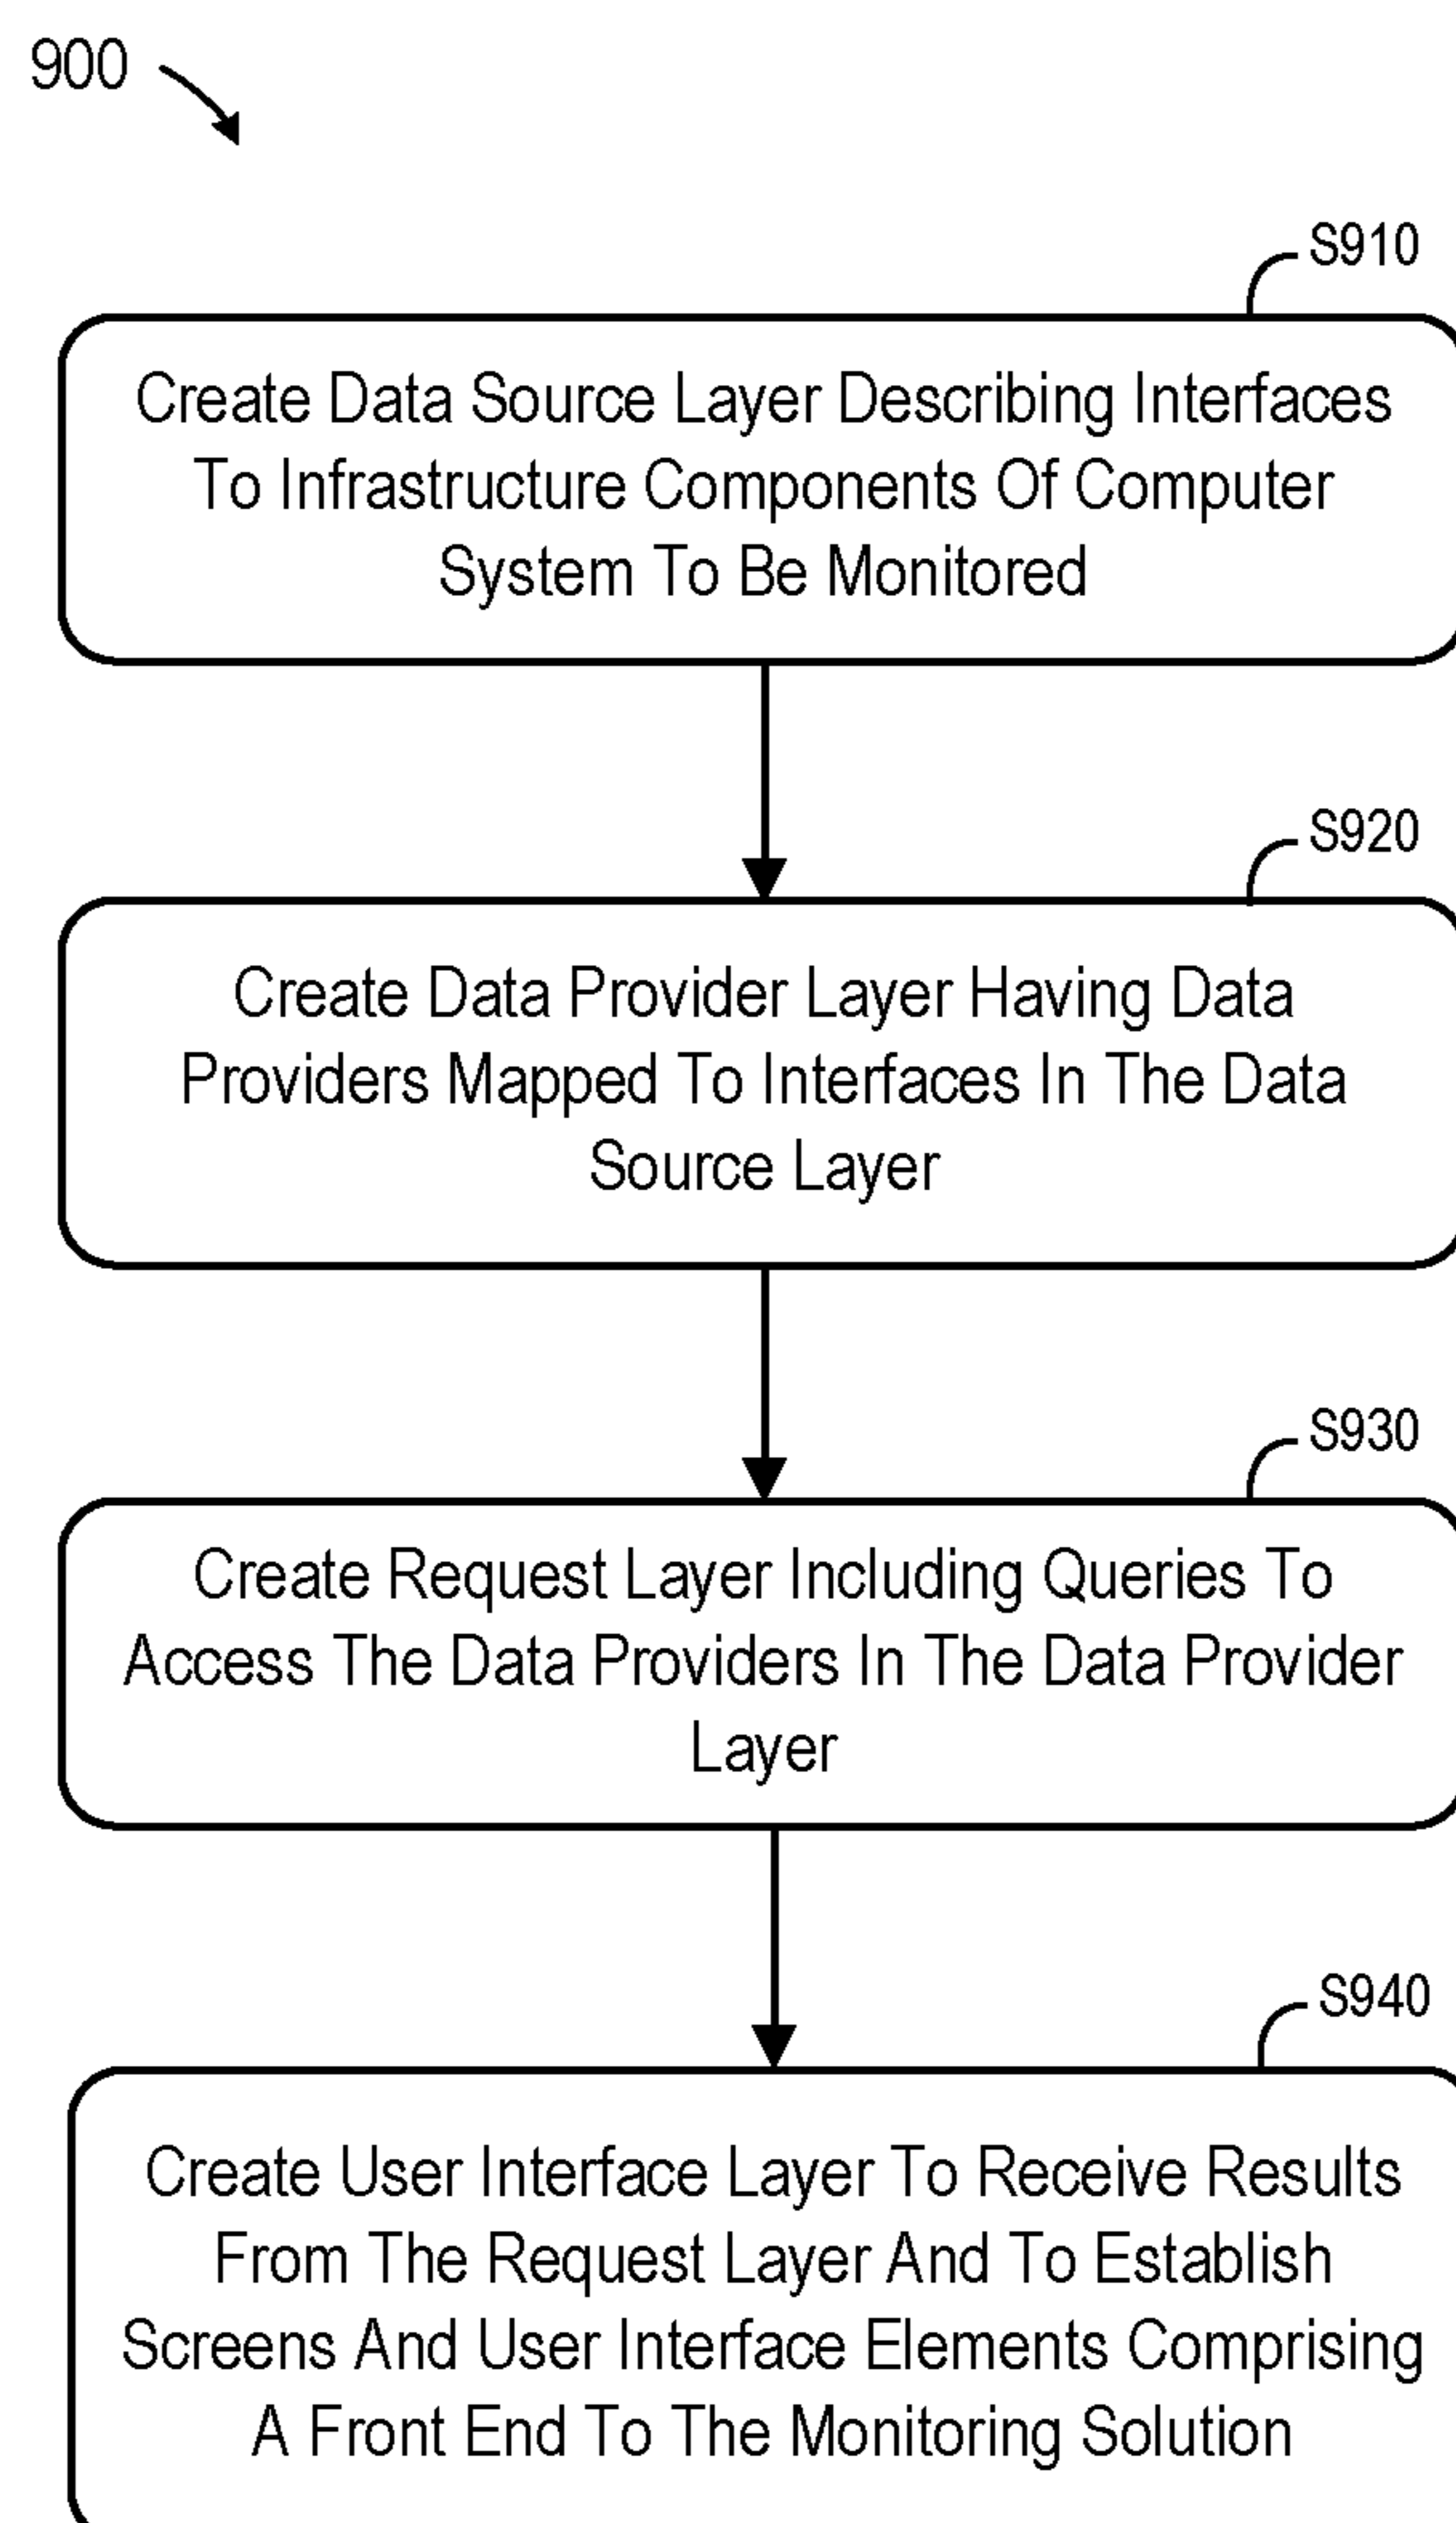 900
S910
Create Data Source Layer Describing Interfaces
To Infrastructure Components Of Computer
System To Be Monitored
S920
Create Data Provider Layer Having Data
Providers Mapped To Interfaces In The Data
Source Layer
S930
Create Request Layer Including Queries To
Access The Data Providers In The Data Provider
Layer
S940
Create User Interface Layer To Receive Results
From The Request Layer And To Establish
Screens And User Interface Elements Comprising
A Front End To The Monitoring Solution